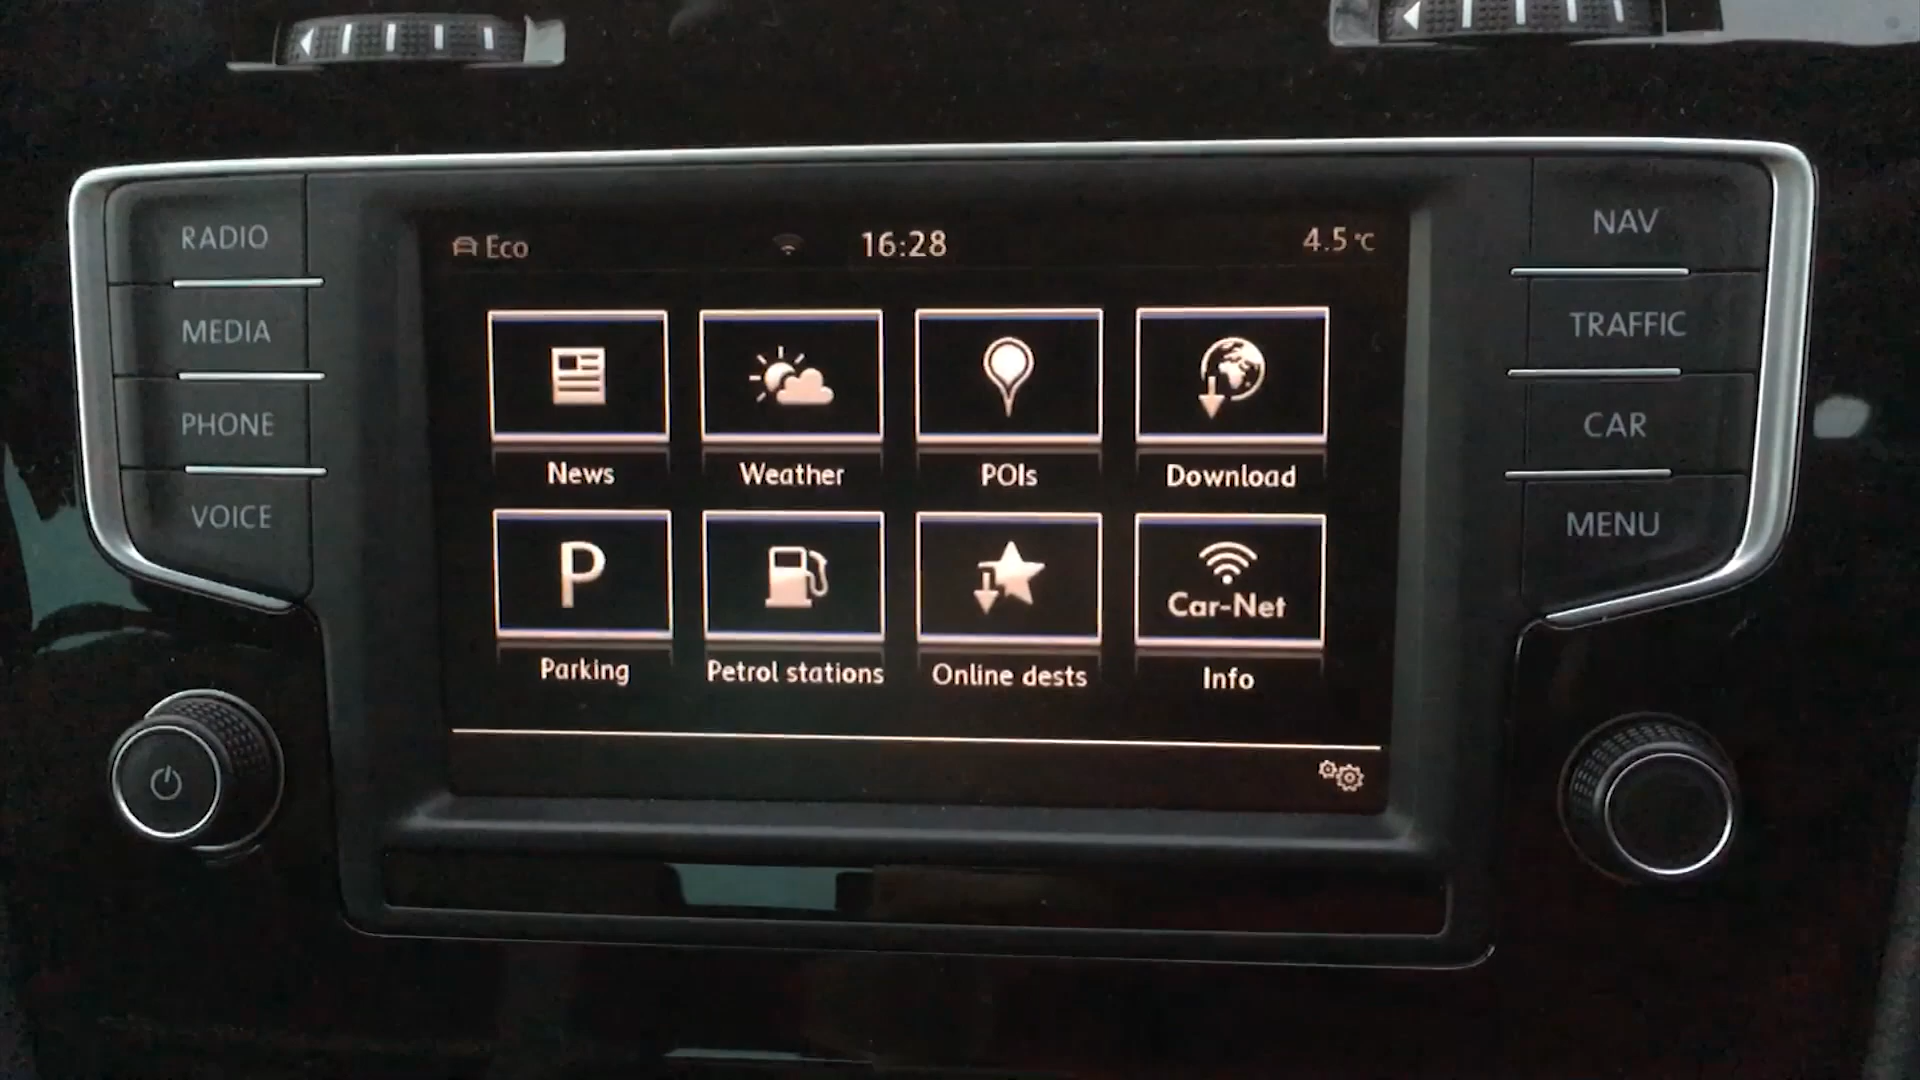 RADIO
MEDIA
PHONE
VOICE
Eco
16:28
4.5 °C
News
Weather
POIs
Download
P
Car-Net
Parking
Petrol stations
Online dests
Info
NAV
TRAFFIC
CAR
MENU